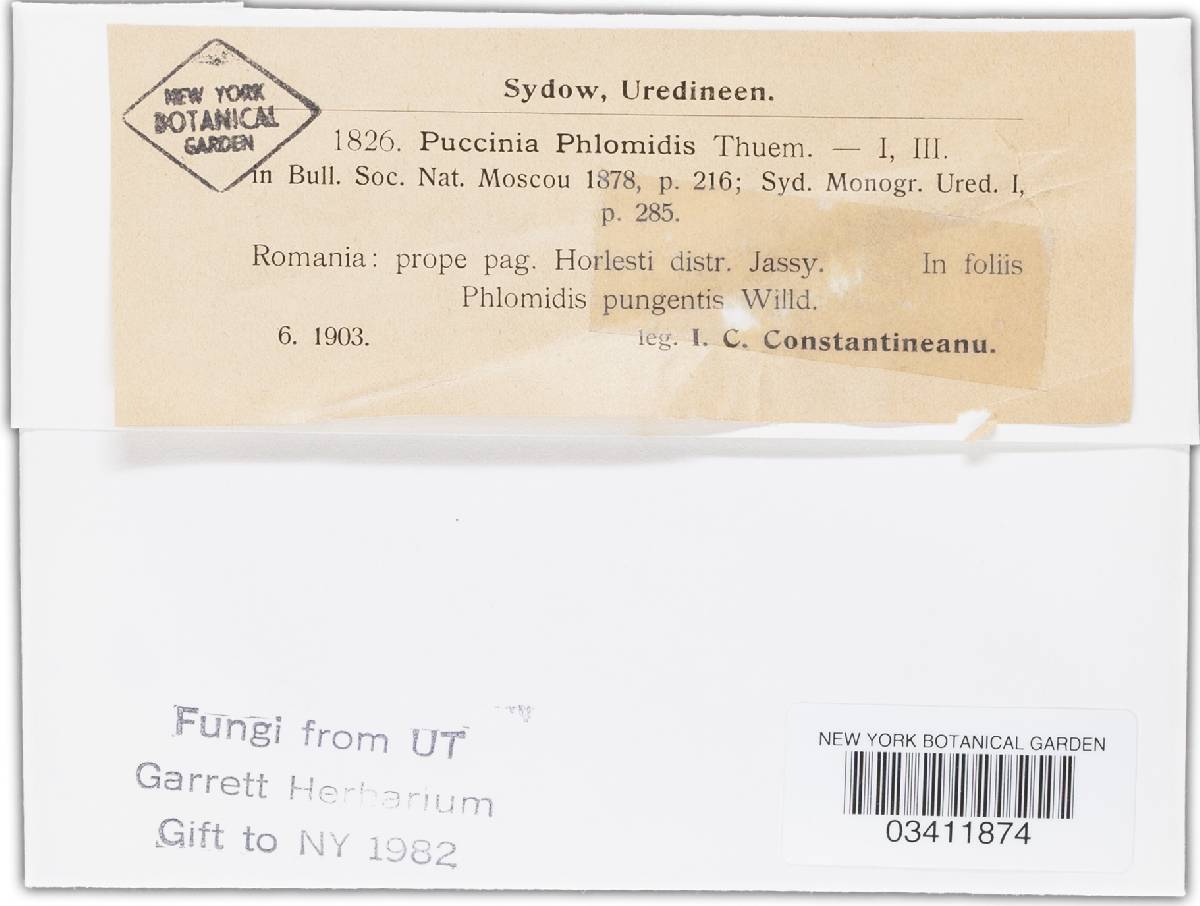 NEW YORK
BOTANICAL
GARDEN
Sydow, Uredineen.
1826. Puccinia Phlomidis Thuem. — I, III.
in Bull. Soc. Nat. Moscou 1878, p. 216; Syd. Monogr. Ured. I,
p. 285.
Romania: prope pag. Horlesti distr. Jassy. In foliis
Phlomidis pungentis Willd.
6. 1903. leg. I. C. Constantineanu.
Fungi from UT
Garrett Herbarium
Gift to NY 1982
NEW YORK BOTANICAL GARDEN
03411874